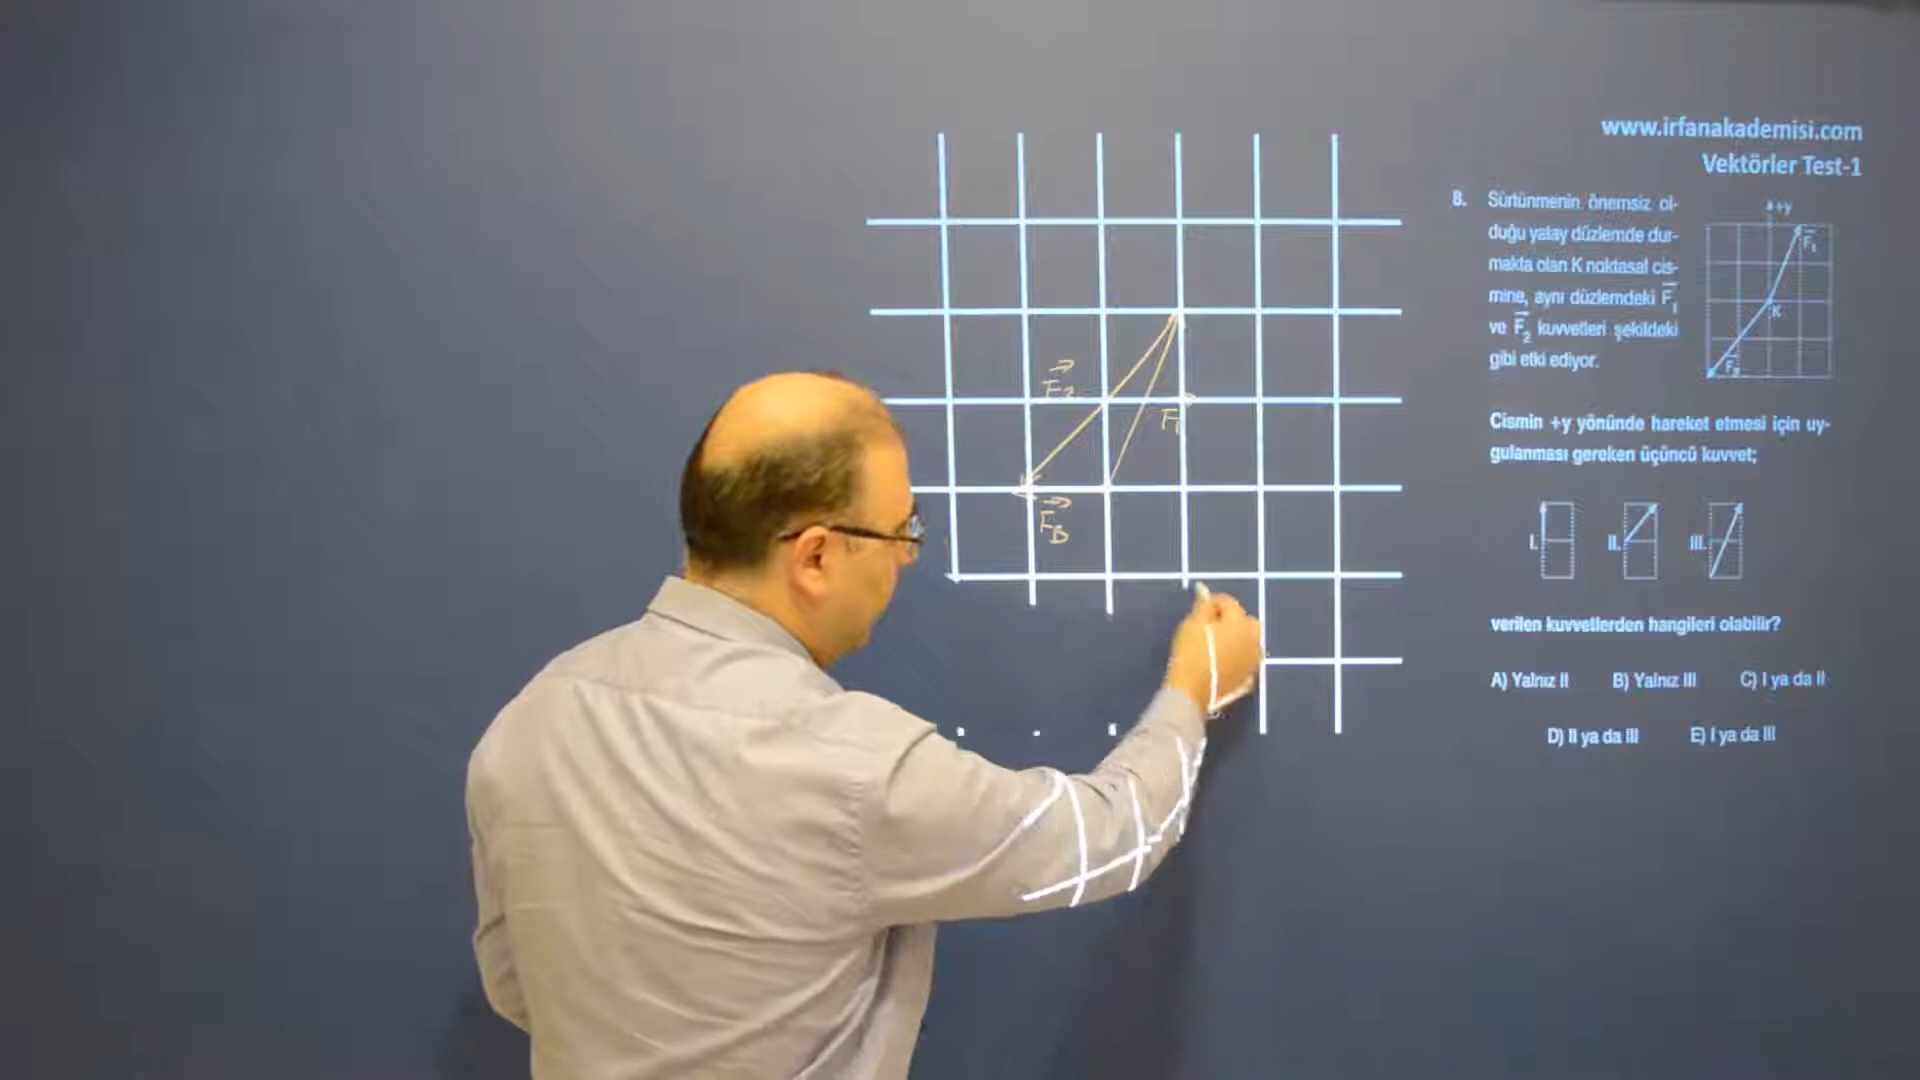 www.irfanakademisi.com
Vektörler Test-1
8. Sürtünmenin önemsiz ol-
duğu yatay düzlemde dur-
makta olan K noktasal cis-
mine, aynı düzlemdeki F₁
ve F₂ kuvvetleri şekildeki
gibi etki ediyor.
+y
F₁
K
F₂
Cismin +y yönünde hareket etmesi için uy-
gulanması gereken üçüncü kuvvet;
I. II. III.
verilen kuvvetlerden hangileri olabilir?
A) Yalnız II B) Yalnız III C) I ya da II
D) II ya da III E) I ya da III
F₂
F₁
F_B